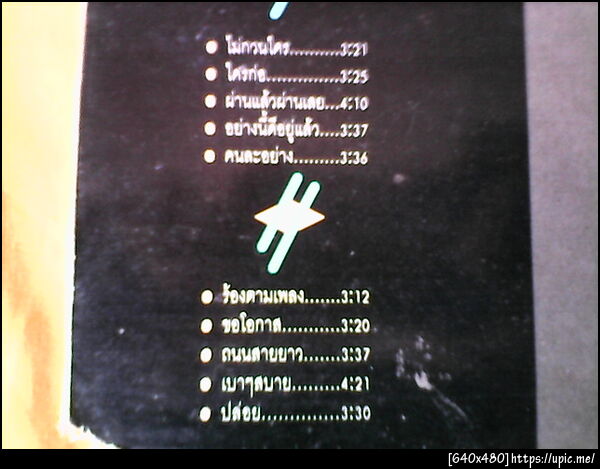 ไม่กวนใคร..........3:21
ใครก่อ...............3:25
ผ่านแล้วผ่านเลย...4:10
อย่างนี้ดีอยู่แล้ว....3:37
คนละอย่าง.........3:36
ร้องตามเพลง.......3:12
ขอโอกาส............3:20
ถนนสายยาว.......3:37
เบาๆสบาย..........4:21
ปล่อย................3:30
[640x480]https://upic.me/